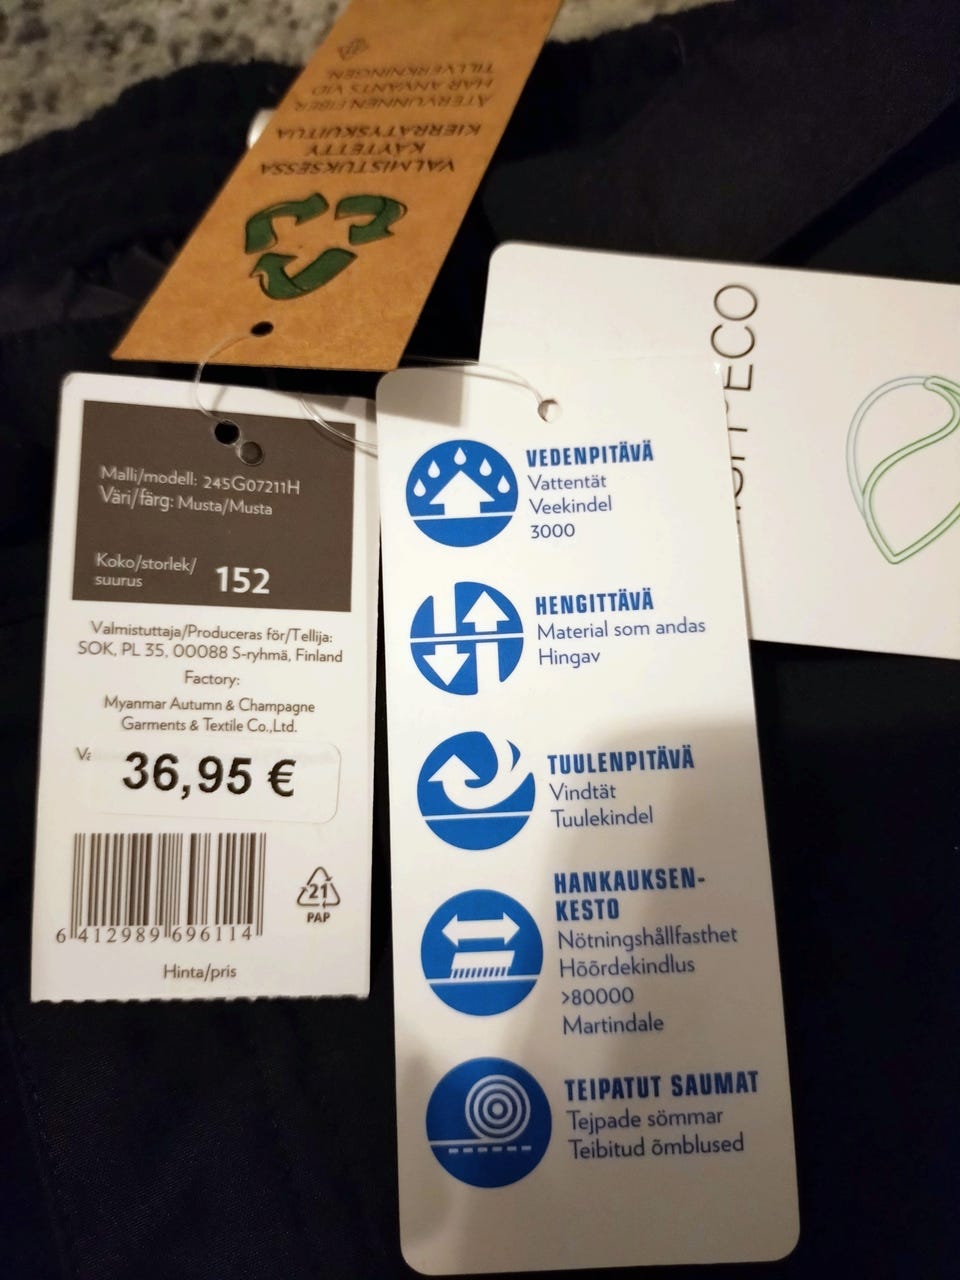 VALMISTUKSESSA
KÄYTETTY
KIERRÄTYSKUITUA
ÅTERVUNNEN FIBER
HAR ANVÄNTS VID
TILLVERKNINGEN
ECO
Malli/modell: 245G07211H
Väri/färg: Musta/Musta
Koko/storlek/
suurus
152
Valmistuttaja/Produceras för/Tellija:
SOK, PL 35, 00088 S-ryhmä, Finland
Factory:
Myanmar Autumn & Champagne
Garments & Textile Co.,Ltd.
36,95 €
21
PAP
6 412989 696114
Hinta/pris
VEDENPITÄVÄ
Vattentät
Veekindel
3000
HENGITTÄVÄ
Material som andas
Hingav
TUULENPITÄVÄ
Vindtät
Tuulekindel
HANKAUKSEN-
KESTO
Nötningshållfasthet
Hõõrdekindlus
>80000
Martindale
TEIPATUT SAUMAT
Tejpade sömmar
Teibitud õmblused